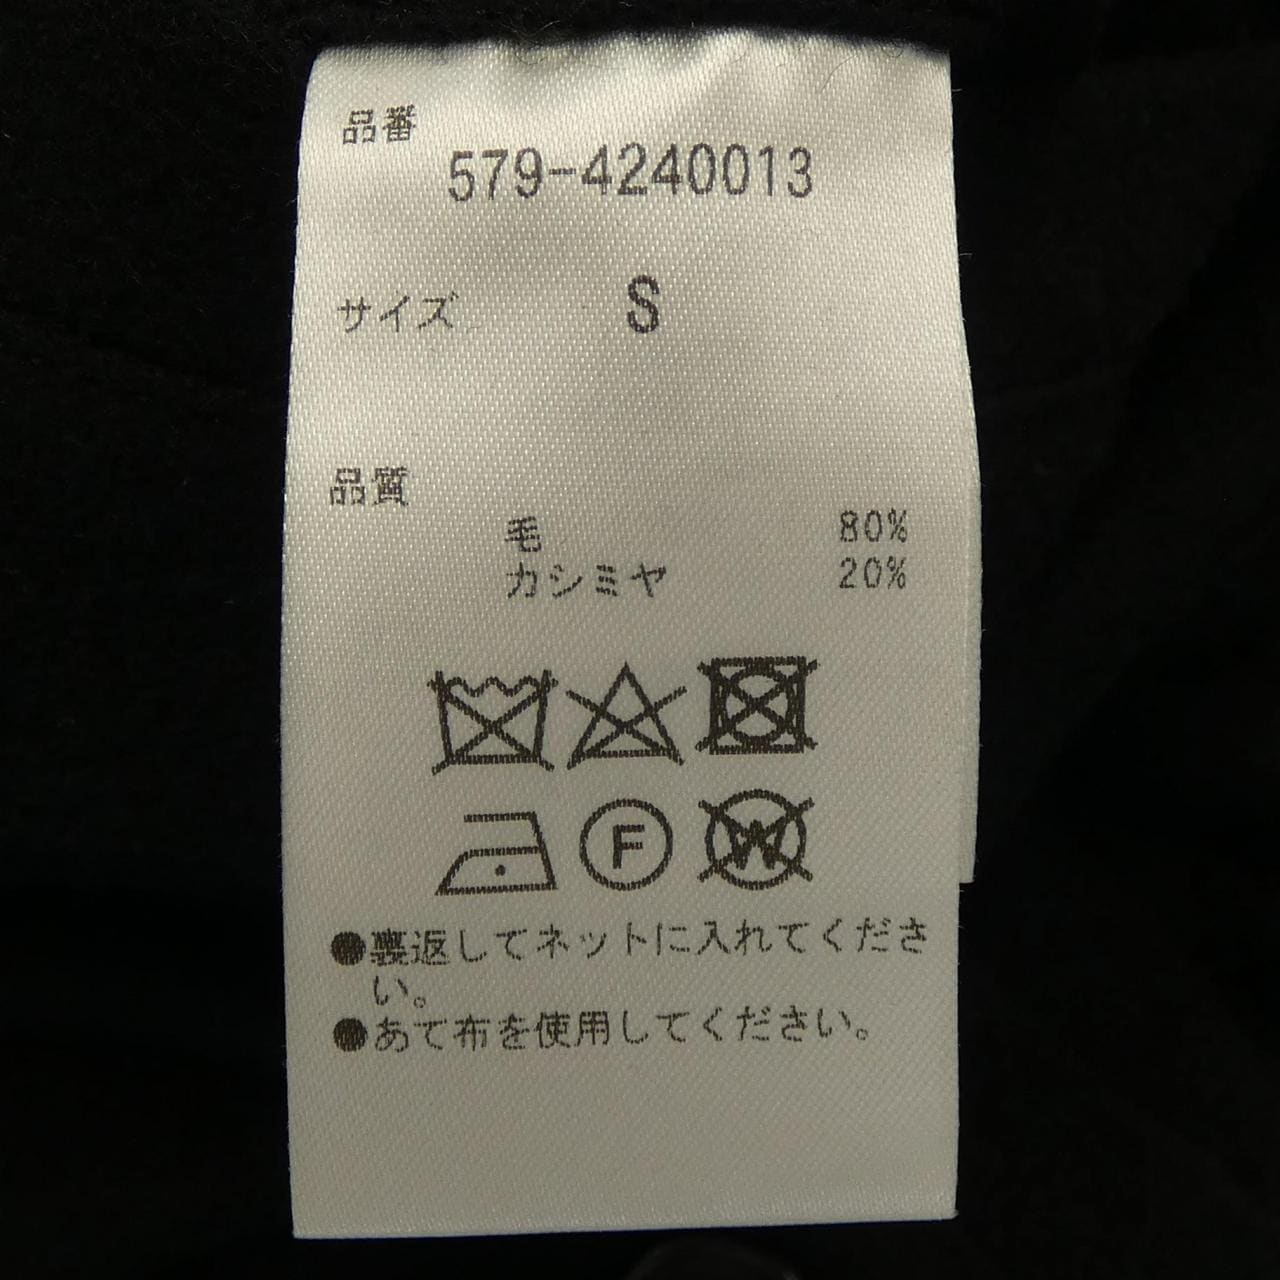 品番
579-4240013
サイズ S
品質
毛 80%
カシミヤ 20%
F
W
●裏返してネットに入れてくださ
い。
●あて布を使用してください。